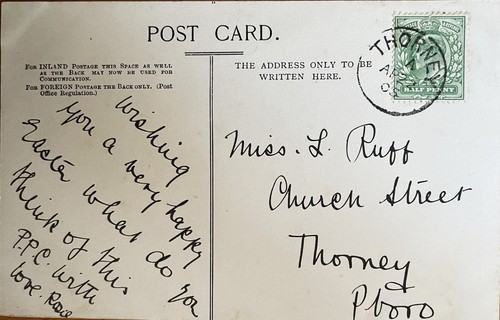 POST CARD.
FOR INLAND POSTAGE THIS SPACE AS WELL
AS THE BACK MAY NOW BE USED FOR
COMMUNICATION.
FOR FOREIGN POSTAGE THE BACK ONLY. (Post
Office Regulation.)
THE ADDRESS ONLY TO BE
WRITTEN HERE.
THORNEY
HALF PENNY
wishing
you a very happy
Easter what do you
think of this
P.P.C. with
love.
Miss. L. Ruff
Church Street
Thorney
Pboro